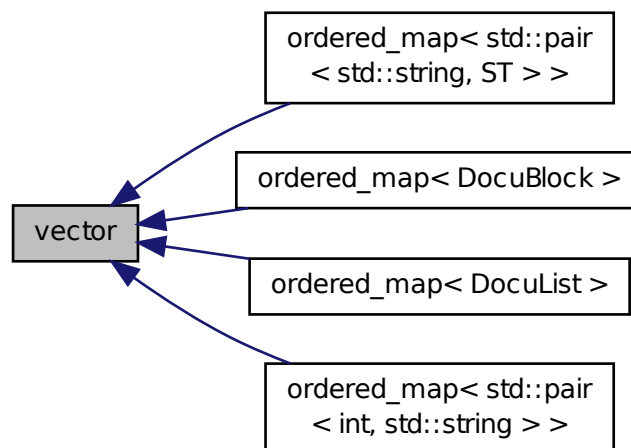 ordered_map< std::pair
< std::string, ST > >
ordered_map< DocuBlock >
vector
ordered_map< DocuList >
ordered_map< std::pair
< int, std::string > >